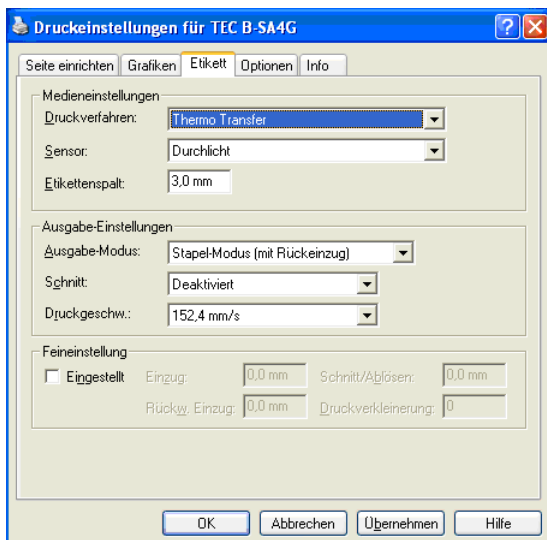 Druckeinstellungen für TEC B-SA4G
Seite einrichten Grafiken Etikett Optionen Info
Medieneinstellungen
Druckverfahren: Thermo Transfer
Sensor: Durchlicht
Etikettenspalt: 3,0 mm
Ausgabe-Einstellungen
Ausgabe-Modus: Stapel-Modus (mit Rückeinzug)
Schnitt: Deaktiviert
Druckgeschw.: 152,4 mm/s
Feineinstellung
Eingestellt Einzug: 0,0 mm Schnitt/Ablösen: 0,0 mm
Rückw. Einzug: 0,0 mm Druckverkleinerung: 0
OK Abbrechen Übernehmen Hilfe